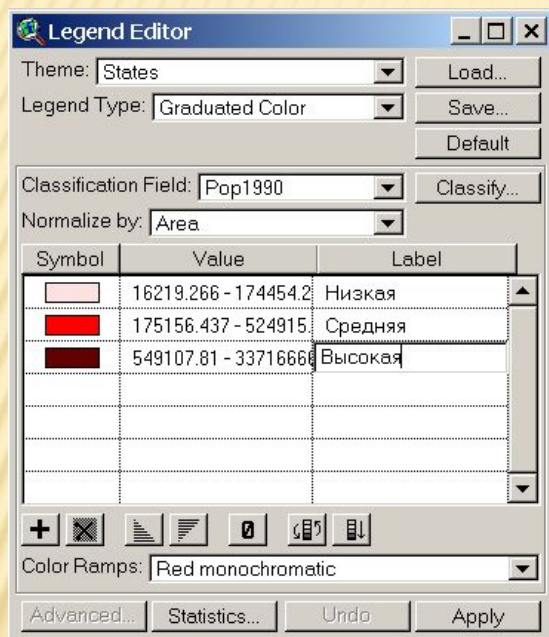 Legend Editor
Theme: States Load...
Legend Type: Graduated Color Save...
Default
Classification Field: Pop1990 Classify...
Normalize by: Area
Symbol Value Label
16219.266 - 174454.2 Низкая
175156.437 - 524915. Средняя
549107.81 - 33716666 Высокая
Color Ramps: Red monochromatic
Advanced... Statistics... Undo Apply